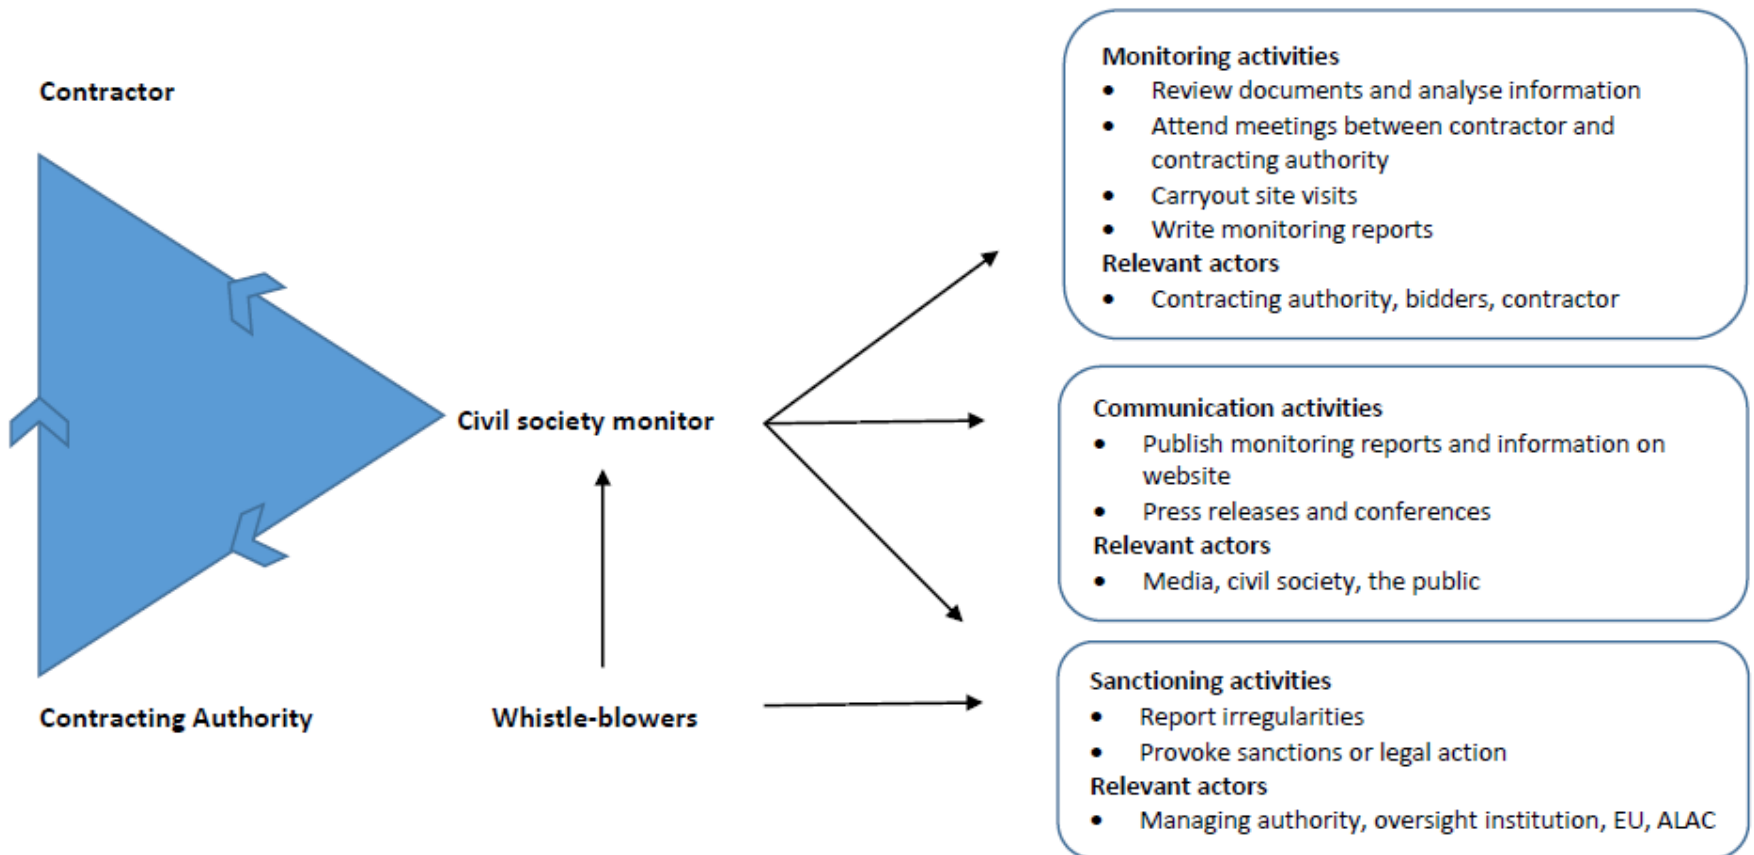 Contractor
Civil society monitor
Contracting Authority
Whistle-blowers
Monitoring activities
• Review documents and analyse information
• Attend meetings between contractor and
contracting authority
• Carryout site visits
• Write monitoring reports
Relevant actors
• Contracting authority, bidders, contractor
Communication activities
• Publish monitoring reports and information on
website
• Press releases and conferences
Relevant actors
• Media, civil society, the public
Sanctioning activities
• Report irregularities
• Provoke sanctions or legal action
Relevant actors
• Managing authority, oversight institution, EU, ALAC